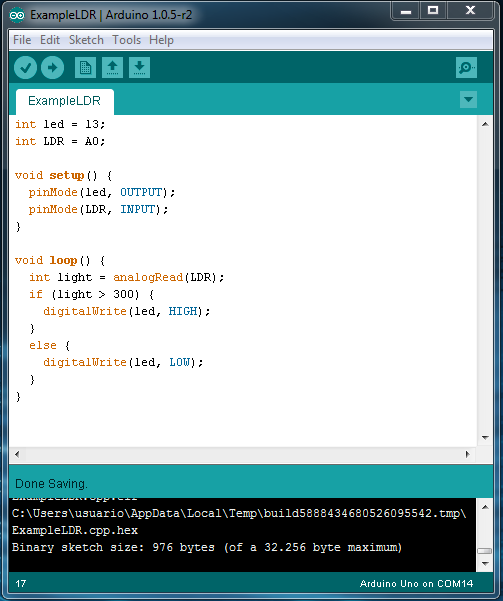 ExampleLDR | Arduino 1.0.5-r2
File Edit Sketch Tools Help
ExampleLDR
int led = 13;
int LDR = A0;
void setup() {
pinMode(led, OUTPUT);
pinMode(LDR, INPUT);
}
void loop() {
int light = analogRead(LDR);
if (light > 300) {
digitalWrite(led, HIGH);
}
else {
digitalWrite(led, LOW);
}
}
Done Saving.
ExampleLDR.cpp.elf
C:\Users\usuario\AppData\Local\Temp\build5888434680526095542.tmp\
ExampleLDR.cpp.hex
Binary sketch size: 976 bytes (of a 32.256 byte maximum)
17
Arduino Uno on COM14